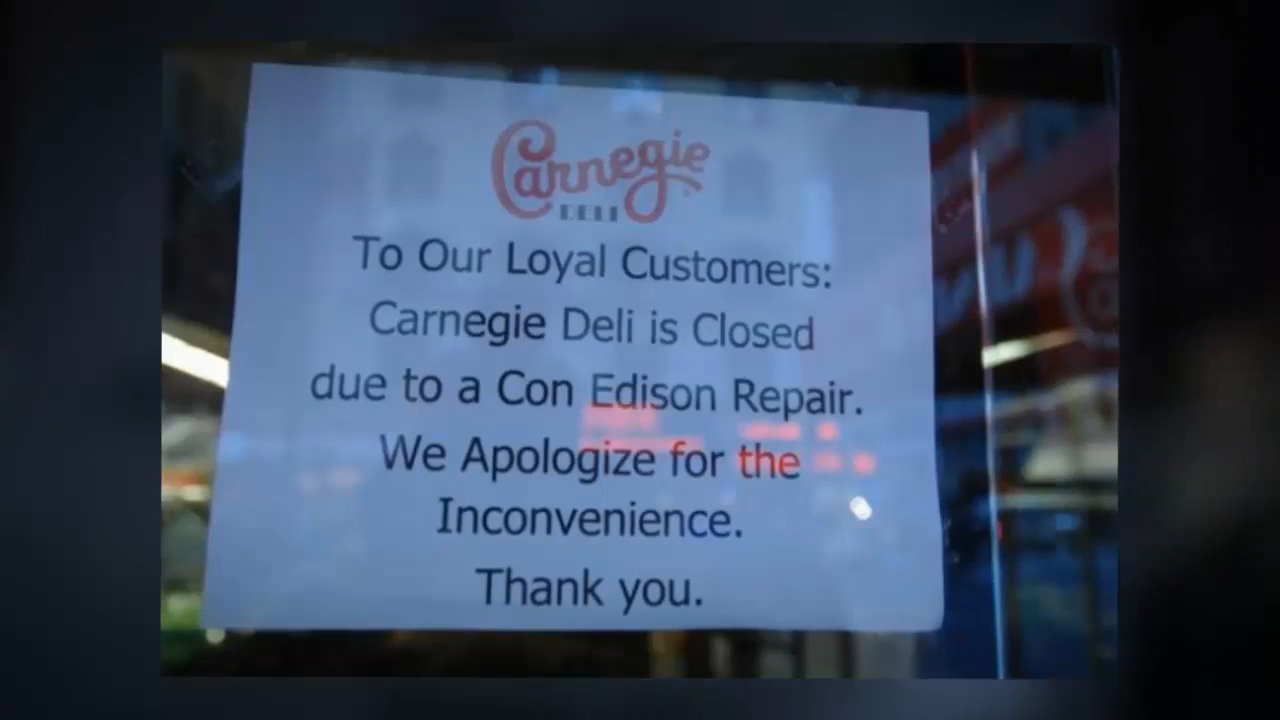 Carnegie
DELI
To Our Loyal Customers:
Carnegie Deli is Closed
due to a Con Edison Repair.
We Apologize for the
Inconvenience.
Thank you.